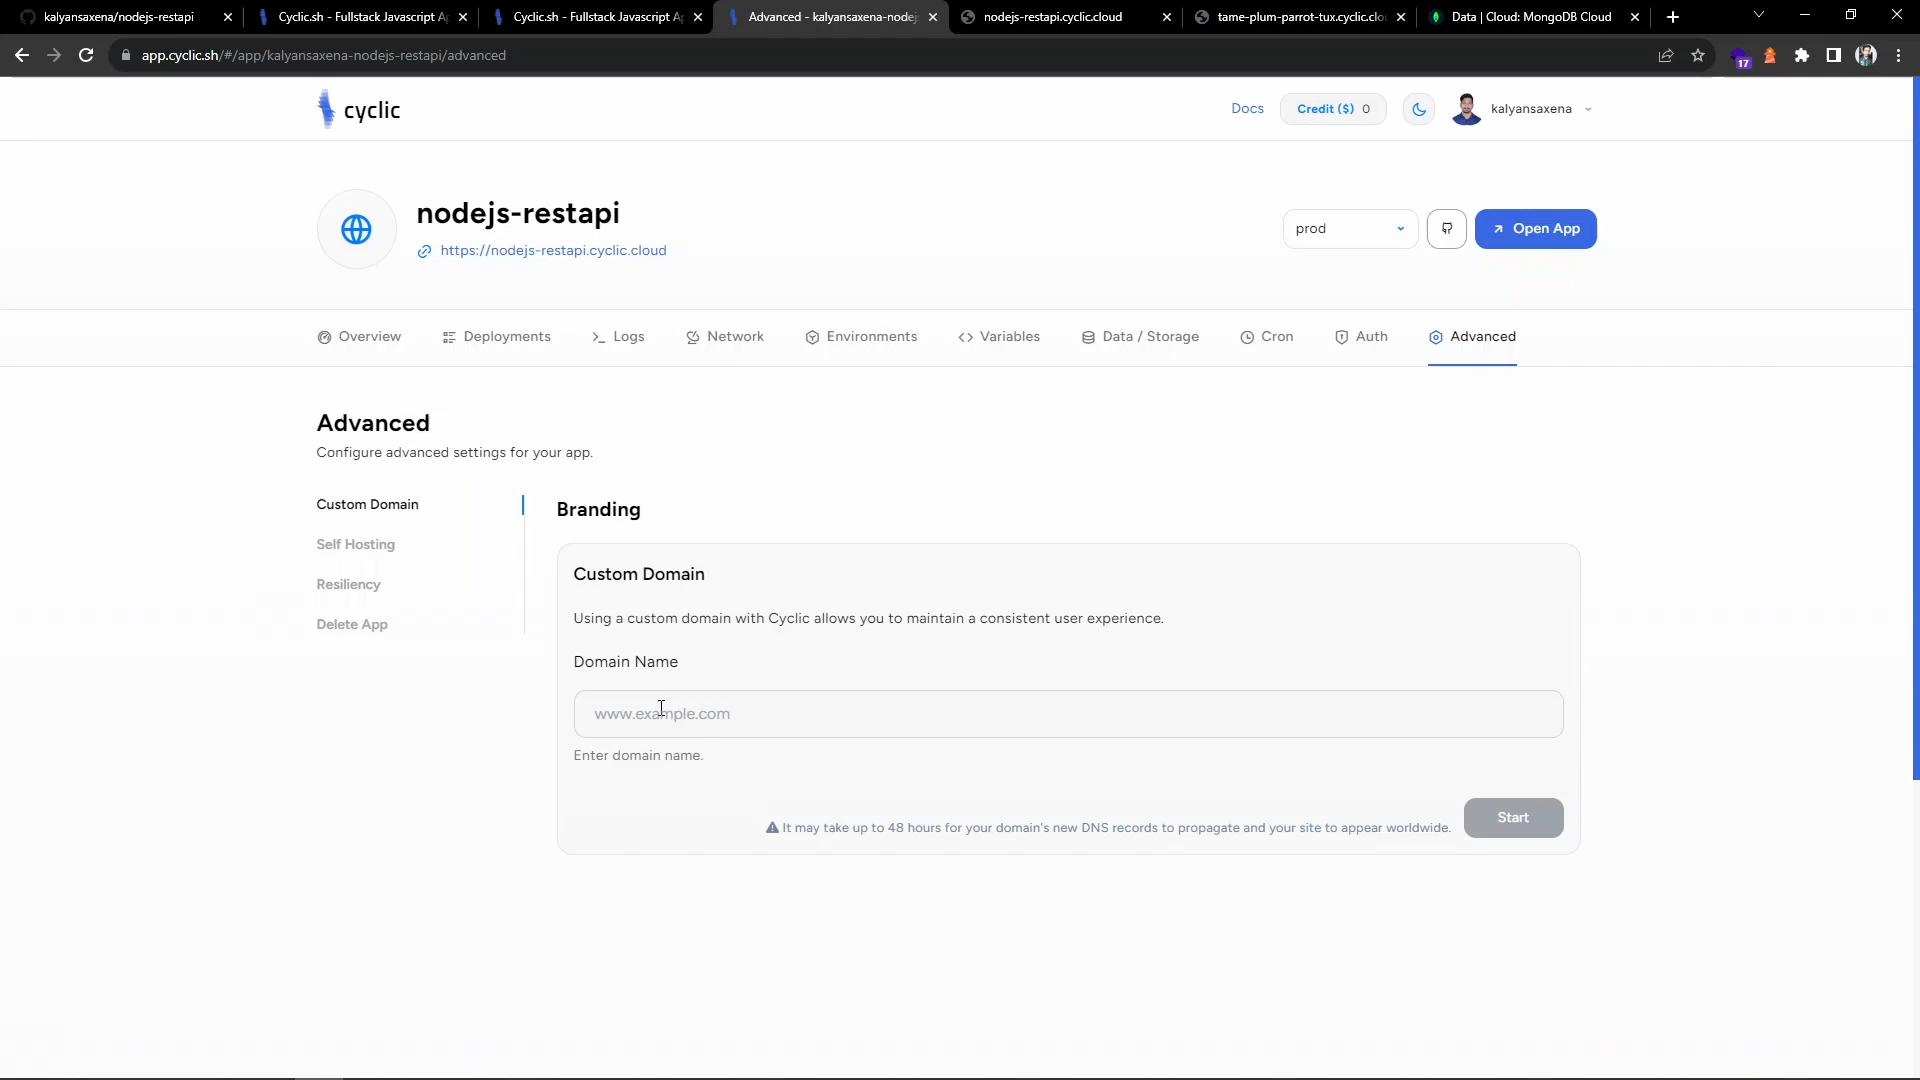 kalyansaxena/nodejs-restapi
Cyclic.sh - Fullstack Javascript Ap
Cyclic.sh - Fullstack Javascript Ap
Advanced - kalyansaxena-nodejs
nodejs-restapi.cyclic.cloud
tame-plum-parrot-tux.cyclic.clo
Data | Cloud: MongoDB Cloud
app.cyclic.sh/#/app/kalyansaxena-nodejs-restapi/advanced
17
cyclic
Docs
Credit ($) 0
kalyansaxena
nodejs-restapi
https://nodejs-restapi.cyclic.cloud
prod
Open App
Overview
Deployments
Logs
Network
Environments
Variables
Data / Storage
Cron
Auth
Advanced
Advanced
Configure advanced settings for your app.
Custom Domain
Self Hosting
Resiliency
Delete App
Branding
Custom Domain
Using a custom domain with Cyclic allows you to maintain a consistent user experience.
Domain Name
www.example.com
Enter domain name.
It may take up to 48 hours for your domain's new DNS records to propagate and your site to appear worldwide.
Start